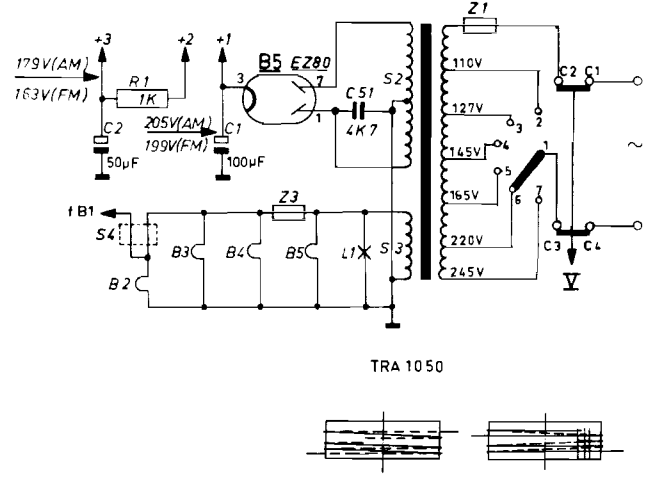 +3 +2 +1
179V(AM)
163V(FM)
R1
1K
C2
50µF
205V(AM)
199V(FM)
C1
100µF
B5 EZ80
3
7
1
C51
4K7
S2
Z1
110V
127V
145V
165V
220V
245V
2
3
4
5
6
7
1
C2 C1
~
C3 C4
V
fB1
S4
B2
B3
B4
Z3
B5
L1
S3
TRA 1050